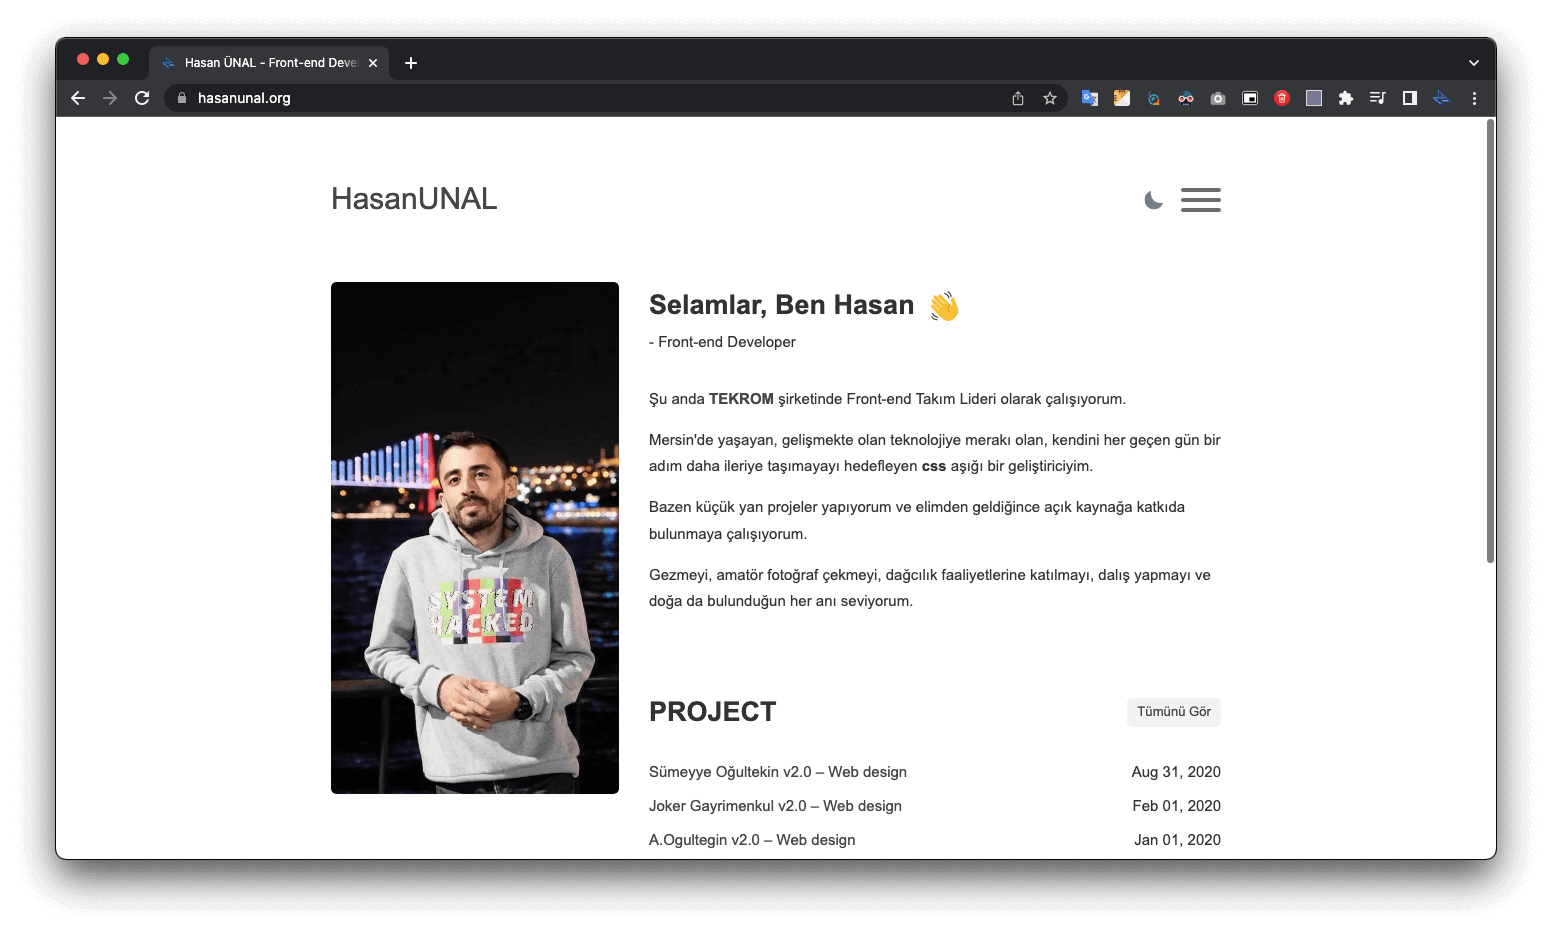 Hasan ÜNAL - Front-end Deve
hasanunal.org
HasanUNAL
Selamlar, Ben Hasan 👋
- Front-end Developer
Şu anda TEKROM şirketinde Front-end Takım Lideri olarak çalışıyorum.
Mersin'de yaşayan, gelişmekte olan teknolojiye merakı olan, kendini her geçen gün bir
adım daha ileriye taşımayayı hedefleyen css aşığı bir geliştiriciyim.
Bazen küçük yan projeler yapıyorum ve elimden geldiğince açık kaynağa katkıda
bulunmaya çalışıyorum.
Gezmeyi, amatör fotoğraf çekmeyi, dağcılık faaliyetlerine katılmayı, dalış yapmayı ve
doğa da bulunduğun her anı seviyorum.
SYSTEM
HACKED
PROJECT
Tümünü Gör
Sümeyye Oğultekin v2.0 – Web design Aug 31, 2020
Joker Gayrimenkul v2.0 – Web design Feb 01, 2020
A.Ogultegin v2.0 – Web design Jan 01, 2020